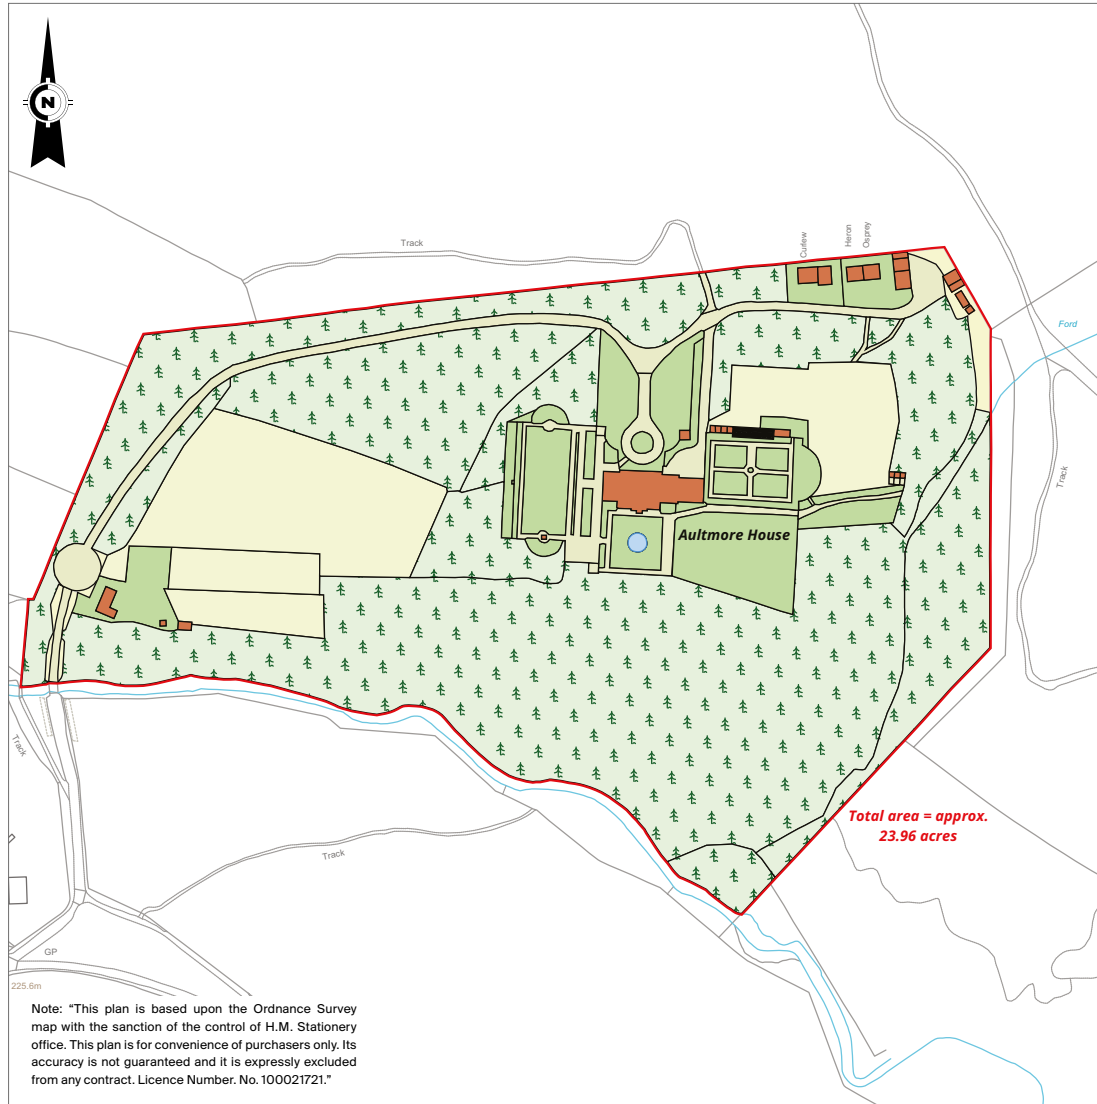 N
Track
Curlew
Heron
Osprey
Ford
Track
Aultmore House
Track
Total area = approx.
23.96 acres
Track
GP
225.6m
Note: “This plan is based upon the Ordnance Survey
map with the sanction of the control of H.M. Stationery
office. This plan is for convenience of purchasers only. Its
accuracy is not guaranteed and it is expressly excluded
from any contract. Licence Number. No. 100021721.”